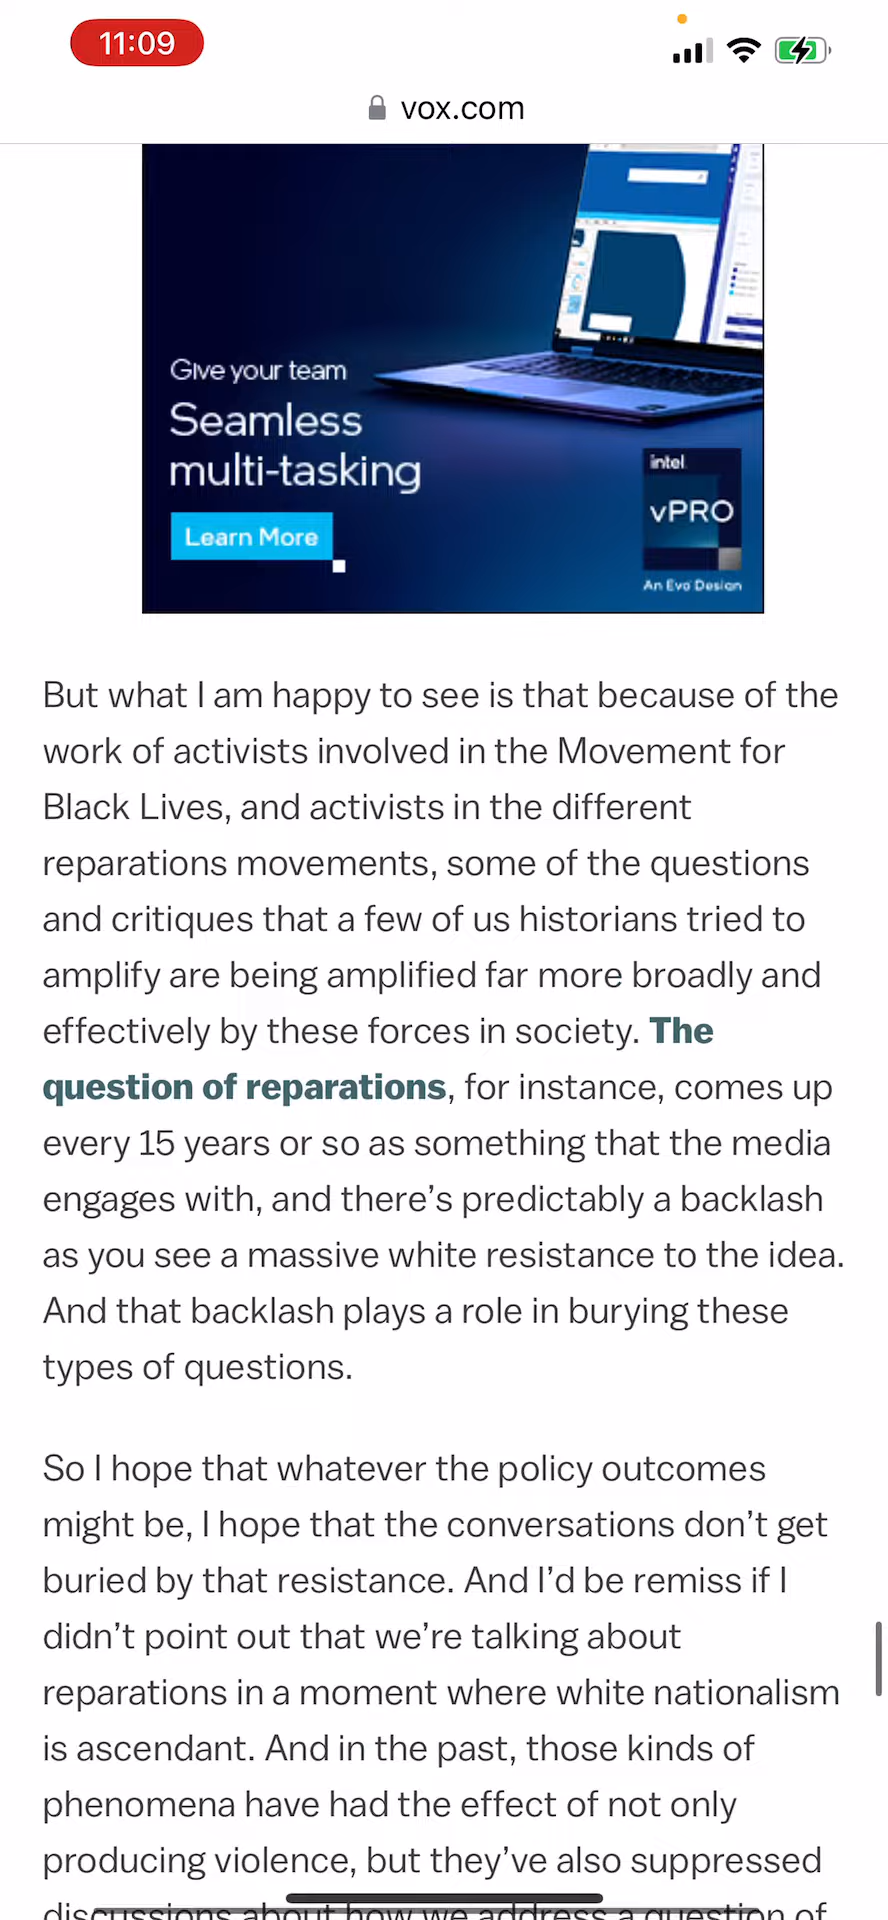 11:09
vox.com
Give your team
Seamless
multi-tasking
Learn More
intel
vPRO
An Evo Design
But what I am happy to see is that because of the
work of activists involved in the Movement for
Black Lives, and activists in the different
reparations movements, some of the questions
and critiques that a few of us historians tried to
amplify are being amplified far more broadly and
effectively by these forces in society. The
question of reparations, for instance, comes up
every 15 years or so as something that the media
engages with, and there’s predictably a backlash
as you see a massive white resistance to the idea.
And that backlash plays a role in burying these
types of questions.
So I hope that whatever the policy outcomes
might be, I hope that the conversations don’t get
buried by that resistance. And I’d be remiss if I
didn’t point out that we’re talking about
reparations in a moment where white nationalism
is ascendant. And in the past, those kinds of
phenomena have had the effect of not only
producing violence, but they’ve also suppressed
discussions about how we address a question of